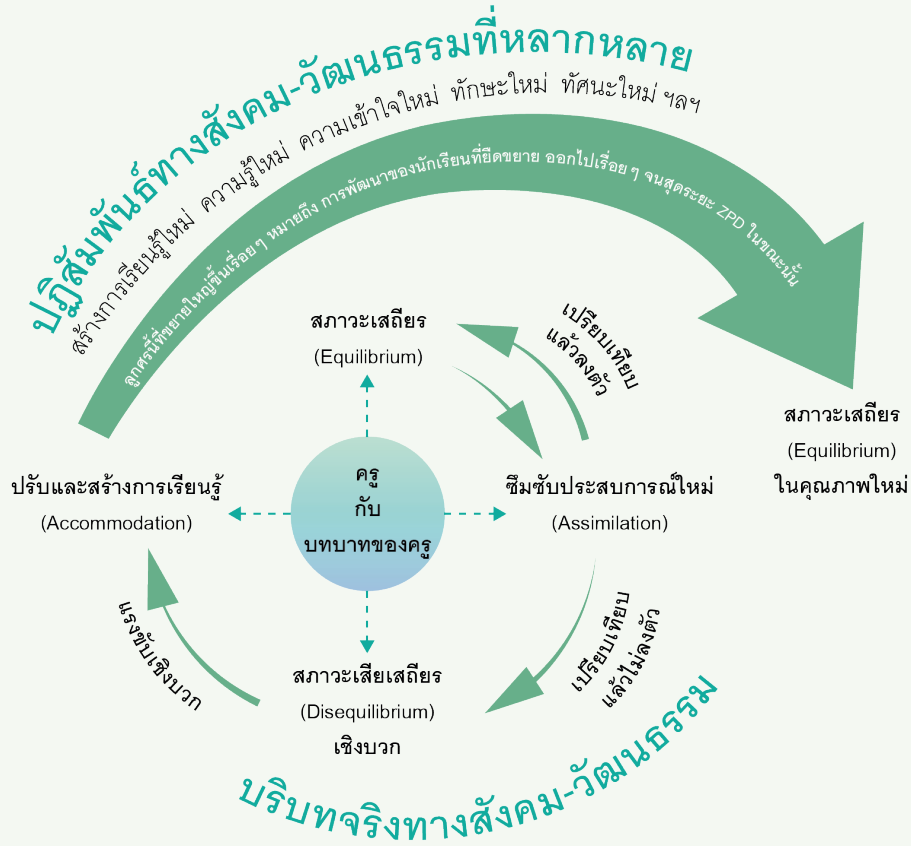 ปฏิสัมพันธ์ทางสังคม-วัฒนธรรมที่หลากหลาย
สร้างการเรียนรู้ใหม่ ความรู้ใหม่ ความเข้าใจใหม่ ทักษะใหม่ ทัศนะใหม่ ฯลฯ
ลูกศรนี้ที่ขยายใหญ่ขึ้นเรื่อยๆ หมายถึง การพัฒนาของนักเรียนที่ยืดขยาย ออกไปเรื่อยๆ จนสุดระยะ ZPD ในขณะนั้น
สภาวะเสถียร
(Equilibrium)
เปรียบเทียบ
แล้วลงตัว
สภาวะเสถียร
(Equilibrium)
ในคุณภาพใหม่
ปรับและสร้างการเรียนรู้
(Accommodation)
ครู
กับ
บทบาทของครู
ซึมซับประสบการณ์ใหม่
(Assimilation)
แรงขับเชิงบวก
เปรียบเทียบ
แล้วไม่ลงตัว
สภาวะเสียเสถียร
(Disequilibrium)
เชิงบวก
บริบทจริงทางสังคม-วัฒนธรรม